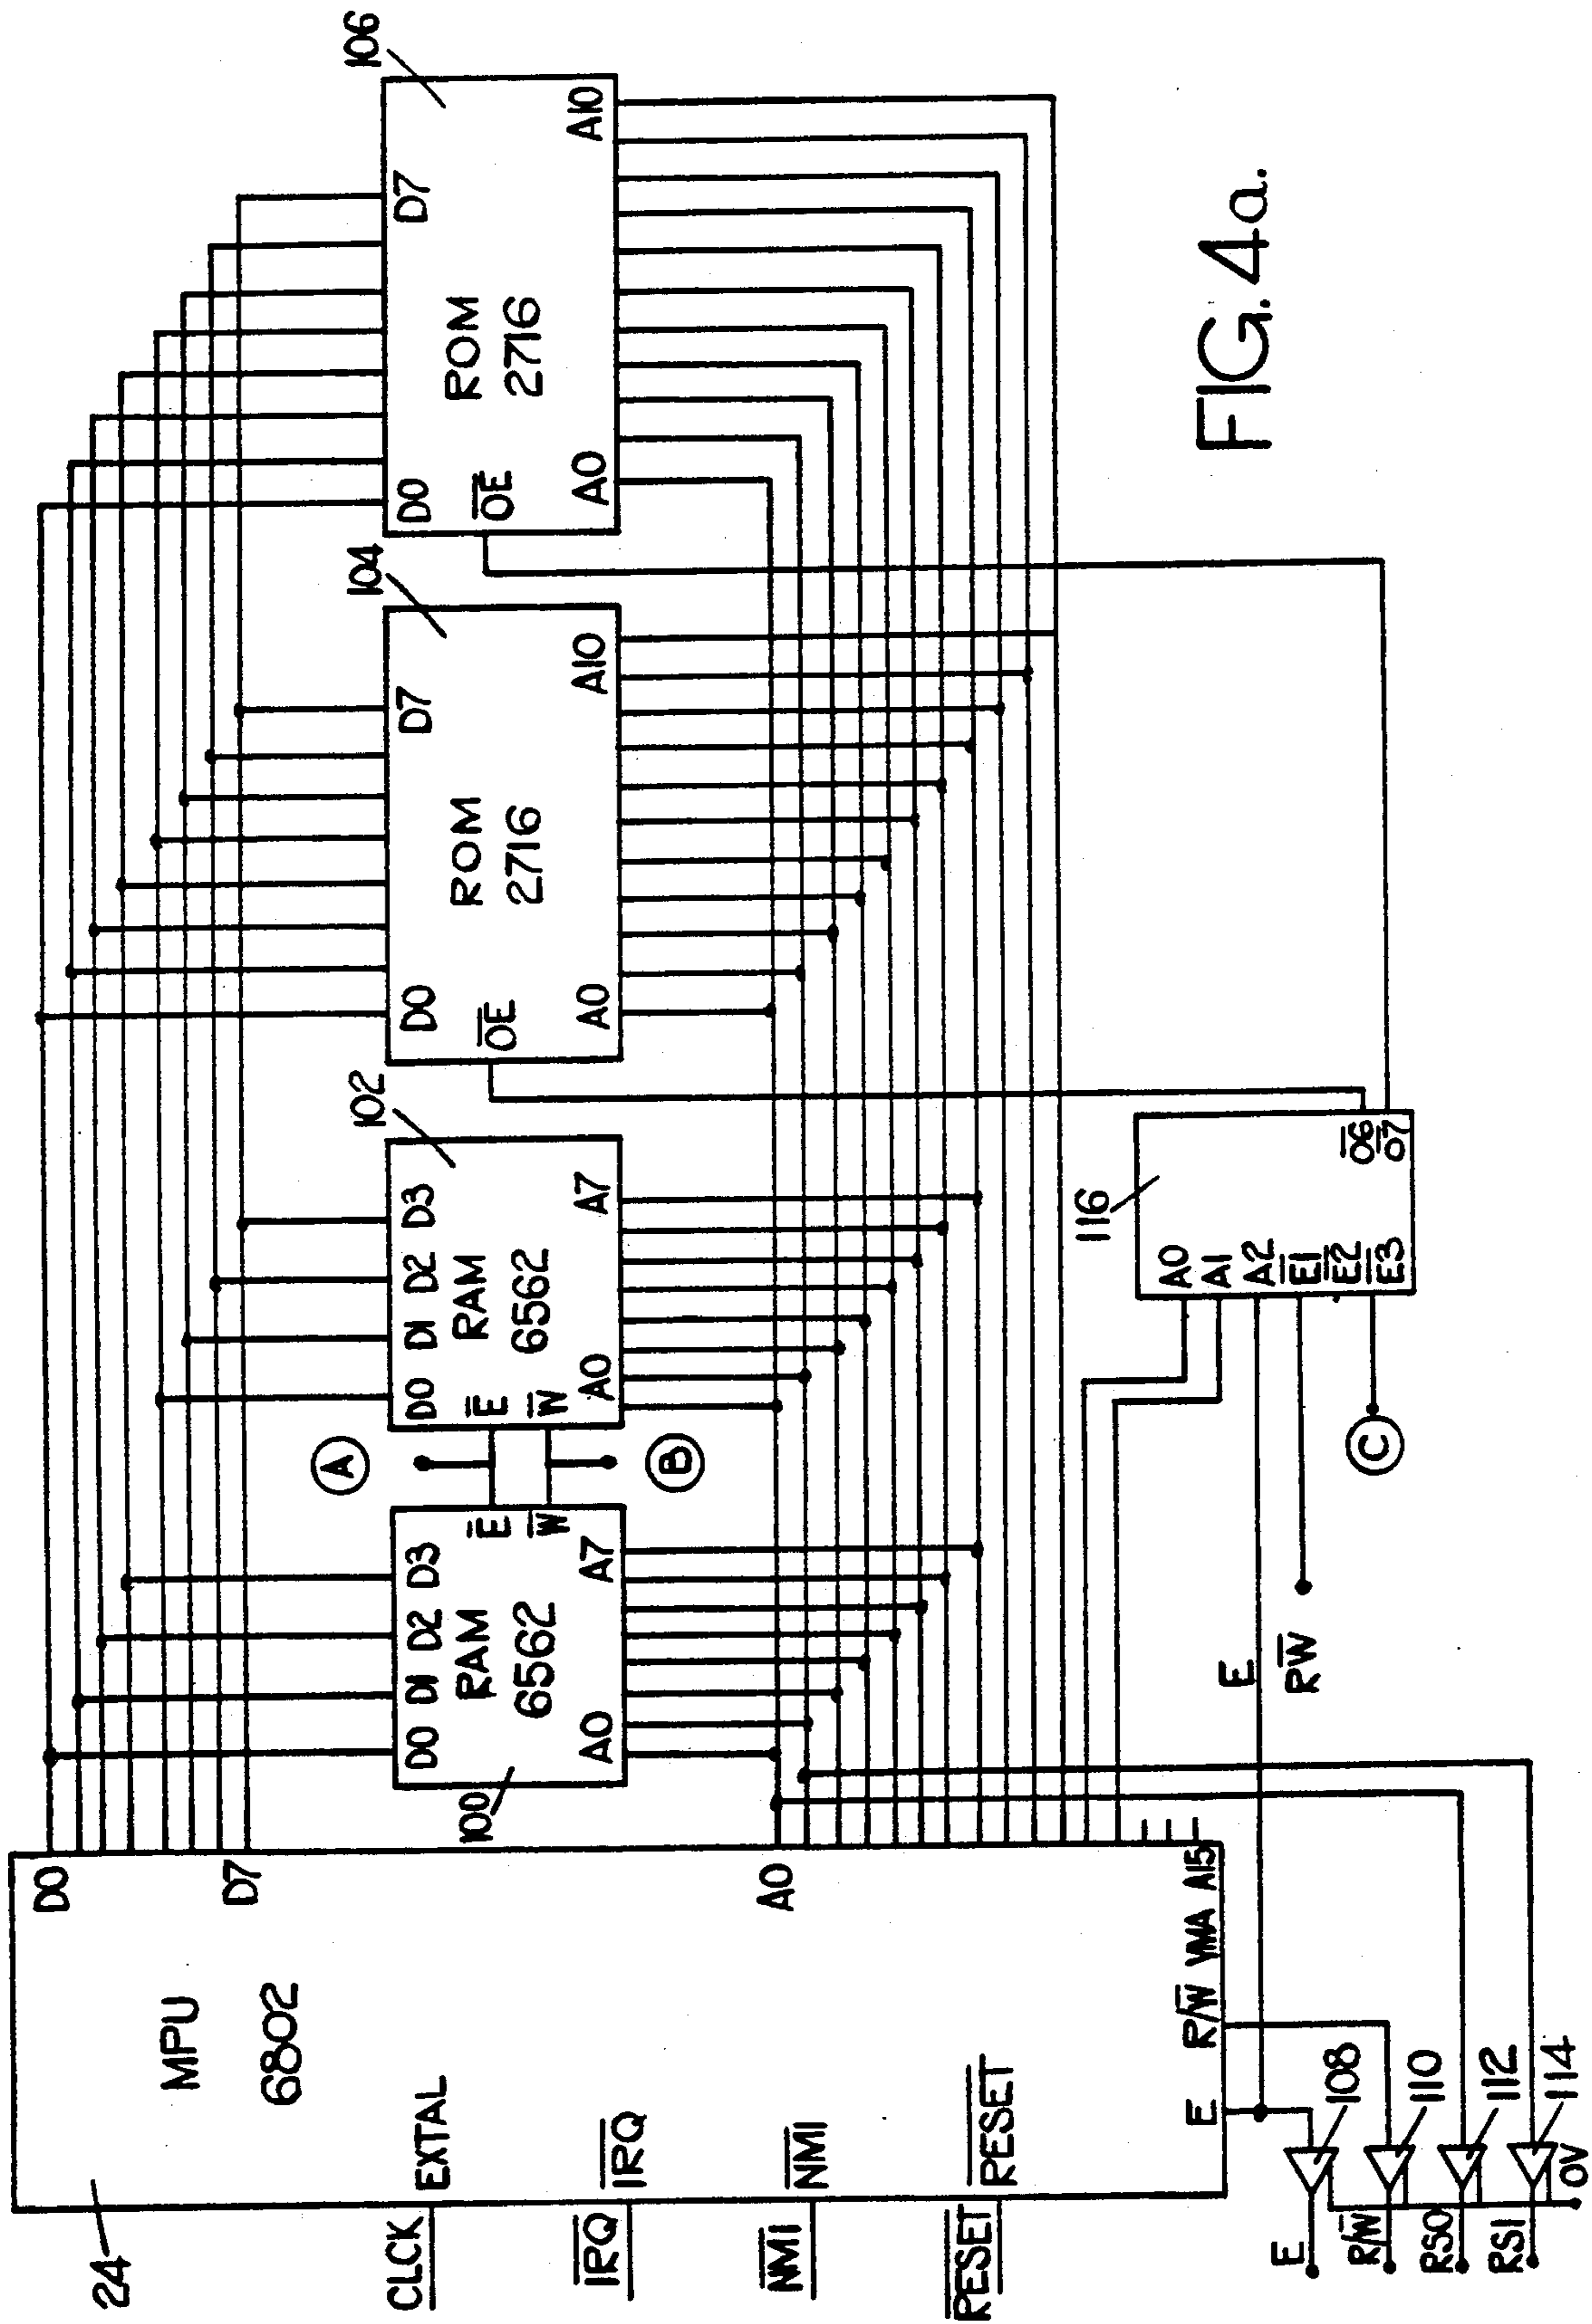 24
MPU
6802
D0
D7
A0
CLCK
EXTAL
IRQ
IRQ
NMI
NMI
RESET
RESET
E
R/W
VMA
A15
100
D0 D1 D2 D3
RAM
6562
E
W
A0
A7
A
B
102
D0 D1 D2 D3
RAM
6562
E
W
A0
A7
104
D0
D7
ROM
2716
OE
A0
A10
106
D0
D7
ROM
2716
OE
A0
A10
116
A0
A1
A2
E1
E2
E3
O6
O7
E
RW
C
E
R/W
RS0
RS1
108
110
112
114
0V
FIG. 4a.